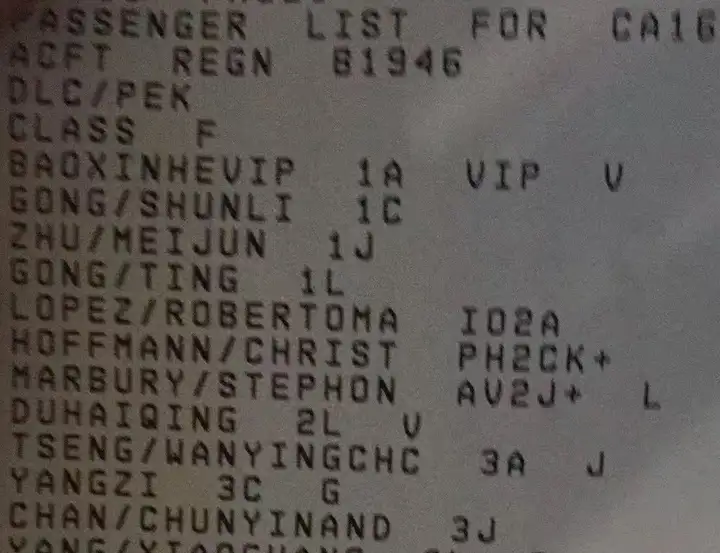 PASSENGER LIST FOR CA16
ACFT REGN B1946
DLC/PEK
CLASS F
BAOXINHEVIP 1A VIP V
GONG/SHUNLI 1C
ZHU/MEIJUN 1J
GONG/TING 1L
LOPEZ/ROBERTOMA IO2A
HOFFMANN/CHRIST PH2CK+
MARBURY/STEPHON AV2J+ L
DUHAIQING 2L V
TSENG/WANYINGCHC 3A J
YANGZI 3C G
CHAN/CHUNYINAND 3J